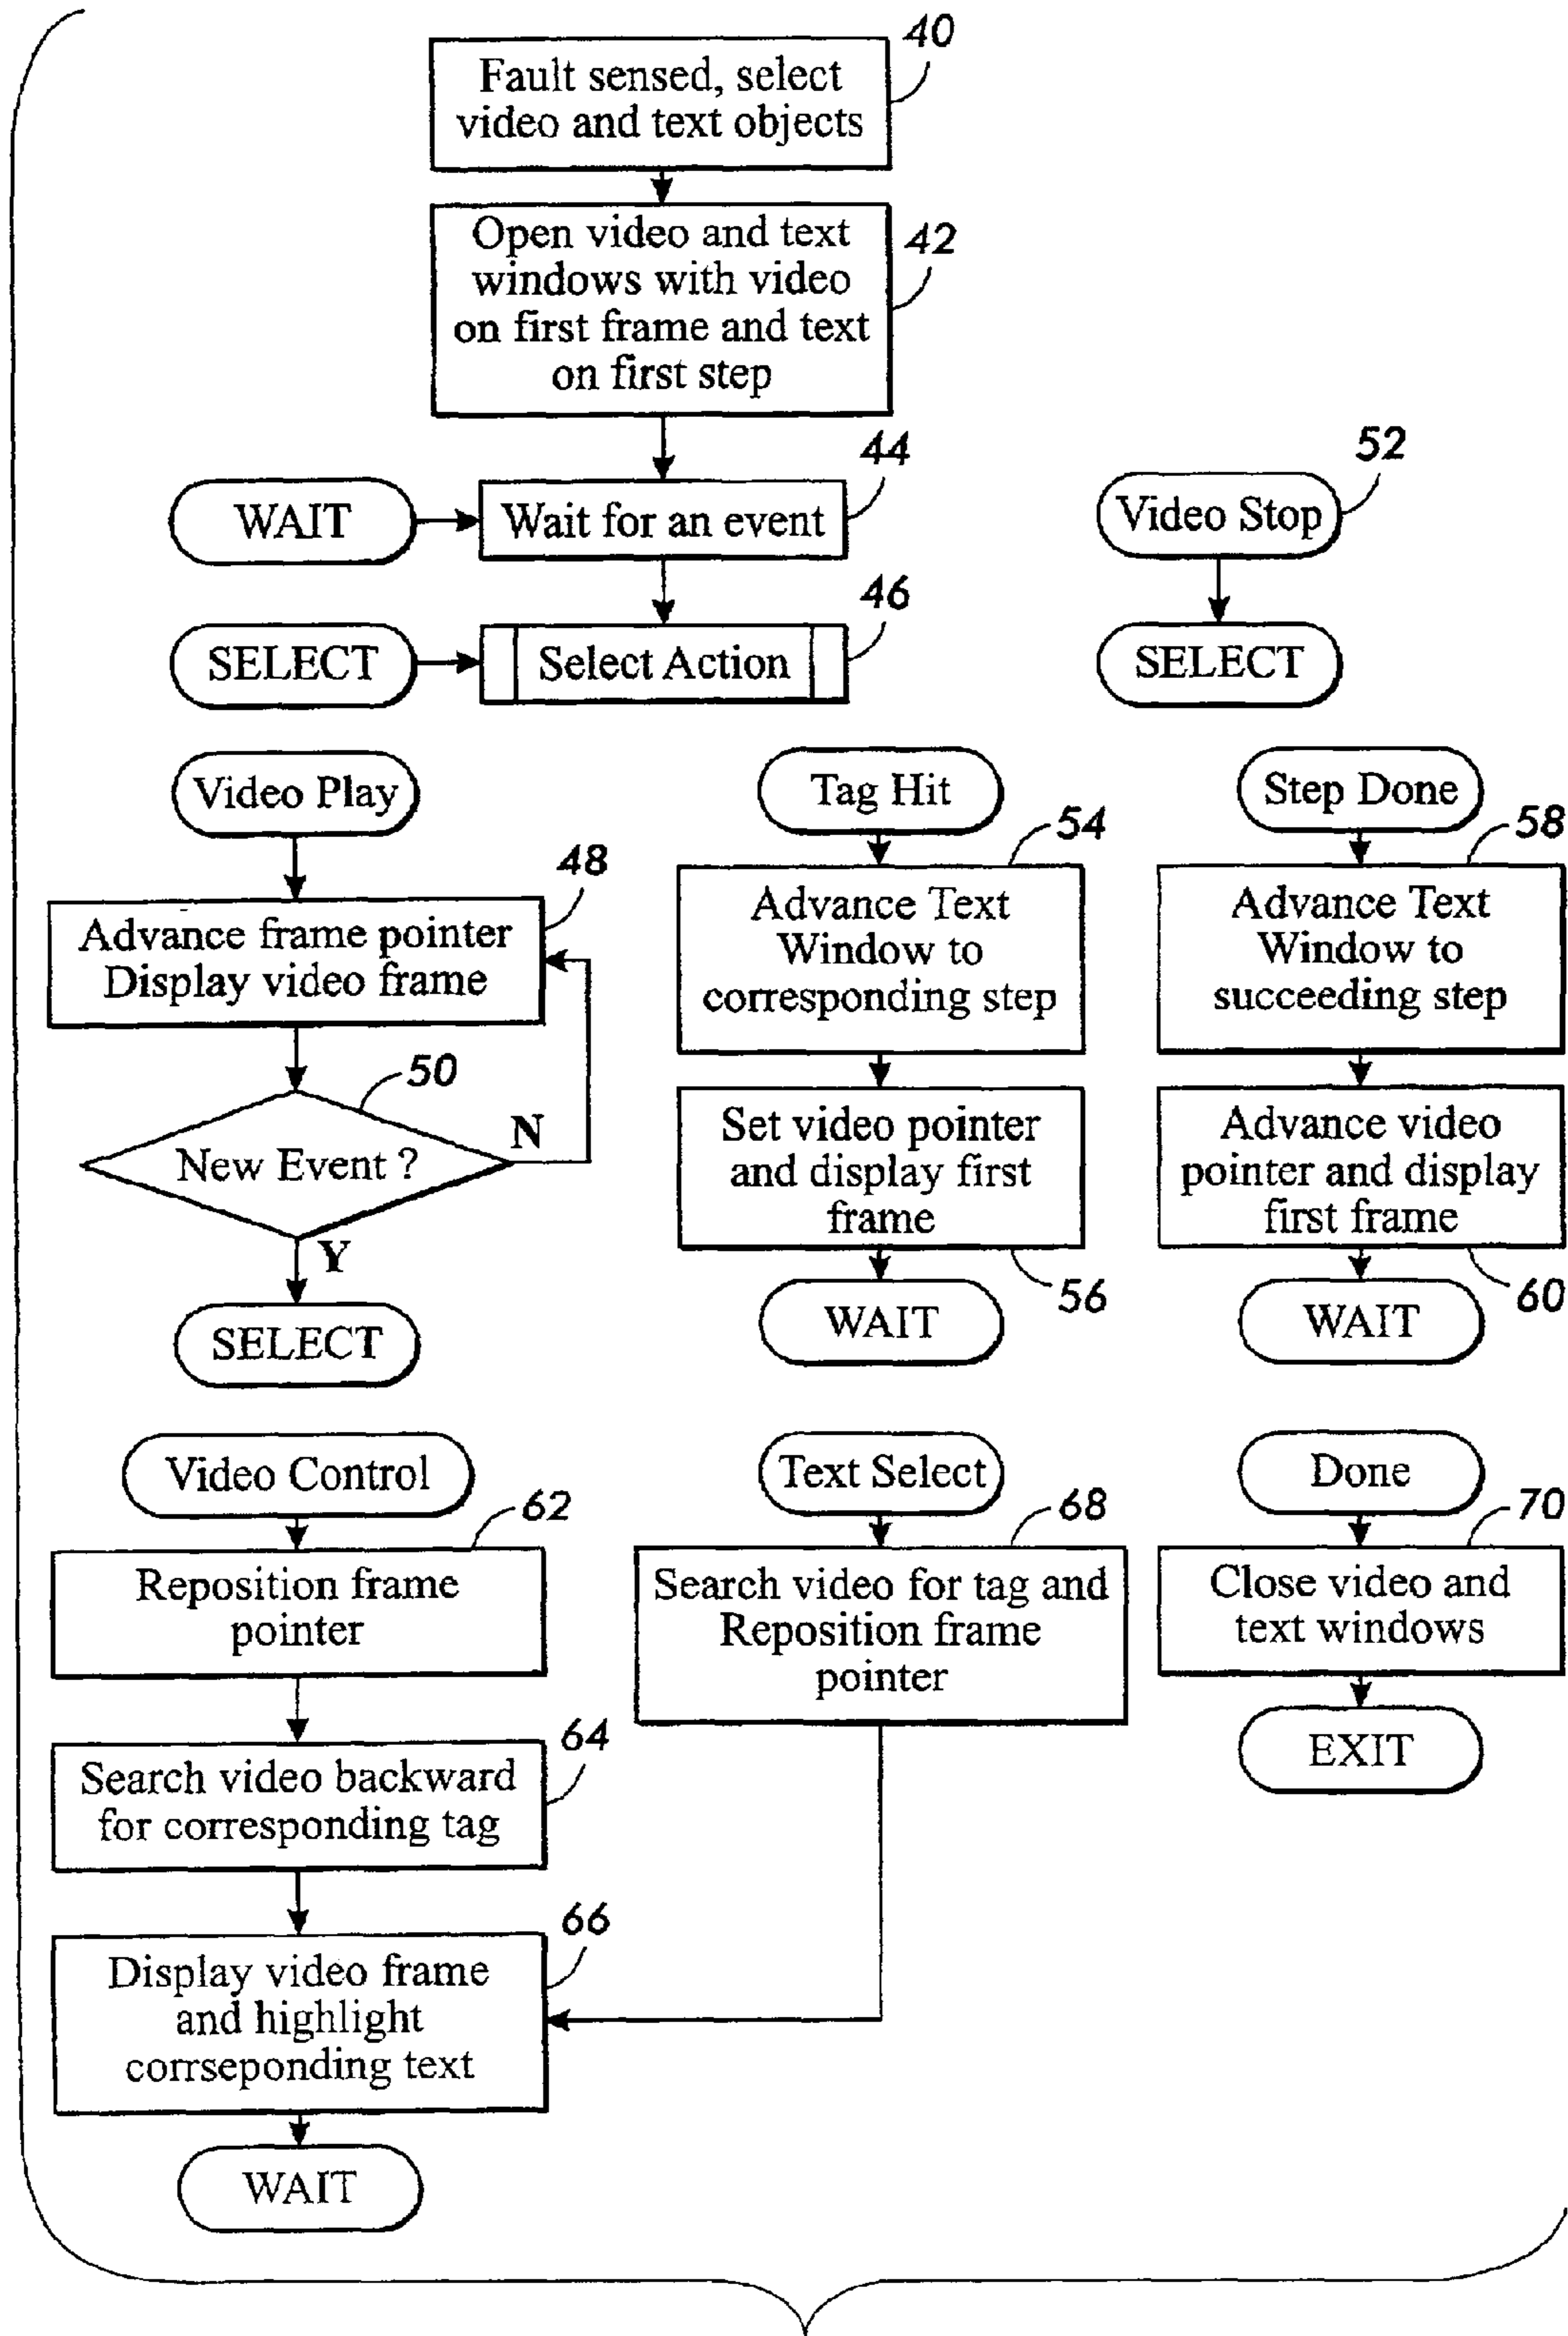 40
Fault sensed, select
video and text objects
42
Open video and text
windows with video
on first frame and text
on first step
44
WAIT
Wait for an event
52
Video Stop
46
SELECT
Select Action
SELECT
Video Play
48
Advance frame pointer
Display video frame
50
New Event ?
N
Y
SELECT
Tag Hit
54
Advance Text
Window to
corresponding step
Set video pointer
and display first
frame
56
WAIT
Step Done
58
Advance Text
Window to
succeeding step
Advance video
pointer and display
first frame
60
WAIT
Video Control
62
Reposition frame
pointer
64
Search video backward
for corresponding tag
66
Display video frame
and highlight
corrseponding text
WAIT
Text Select
68
Search video for tag and
Reposition frame
pointer
Done
70
Close video and
text windows
EXIT